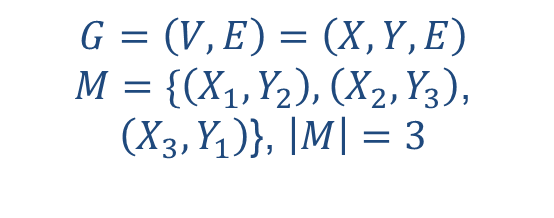 G = (V, E) = (X, Y, E)
M = {(X₁, Y₂), (X₂, Y₃),
(X₃, Y₁)}, |M| = 3